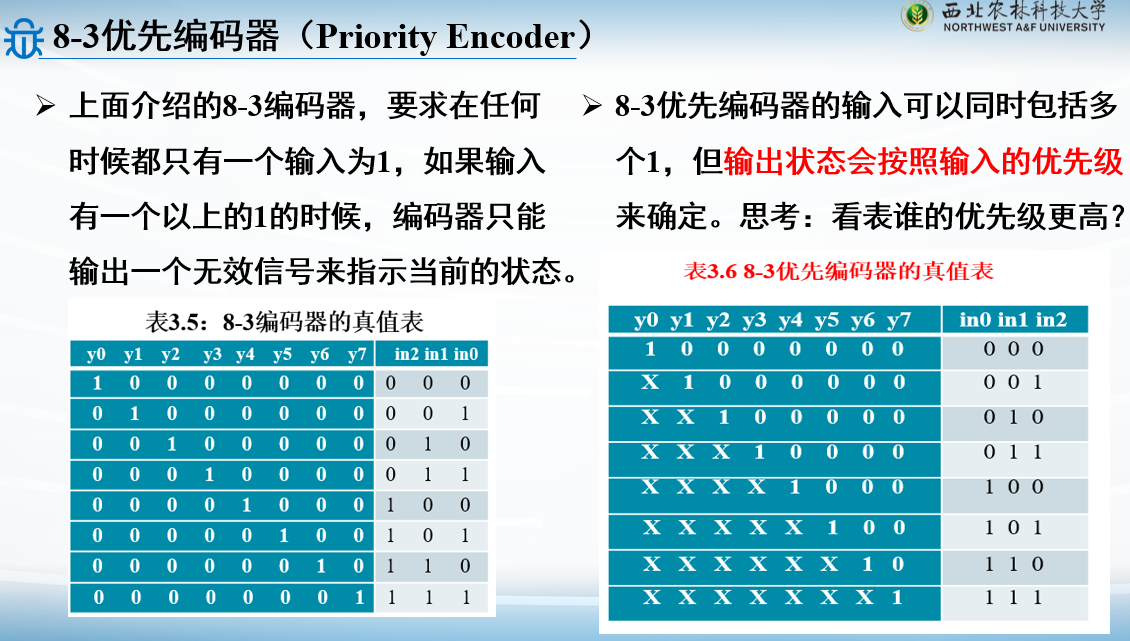 8-3优先编码器（Priority Encoder）
西北农林科技大学
NORTHWEST A&F UNIVERSITY
➢ 上面介绍的8-3编码器，要求在任何
时候都只有一个输入为1，如果输入
有一个以上的1的时候，编码器只能
输出一个无效信号来指示当前的状态。
表3.5：8-3编码器的真值表
y0 y1 y2 y3 y4 y5 y6 y7 in2 in1 in0
1 0 0 0 0 0 0 0 0 0 0
0 1 0 0 0 0 0 0 0 0 1
0 0 1 0 0 0 0 0 0 1 0
0 0 0 1 0 0 0 0 0 1 1
0 0 0 0 1 0 0 0 1 0 0
0 0 0 0 0 1 0 0 1 0 1
0 0 0 0 0 0 1 0 1 1 0
0 0 0 0 0 0 0 1 1 1 1
➢ 8-3优先编码器的输入可以同时包括多
个1，但输出状态会按照输入的优先级
来确定。思考：看表谁的优先级更高?
表3.6 8-3优先编码器的真值表
y0 y1 y2 y3 y4 y5 y6 y7 in0 in1 in2
1 0 0 0 0 0 0 0 0 0 0
X 1 0 0 0 0 0 0 0 0 1
X X 1 0 0 0 0 0 0 1 0
X X X 1 0 0 0 0 0 1 1
X X X X 1 0 0 0 1 0 0
X X X X X 1 0 0 1 0 1
X X X X X X 1 0 1 1 0
X X X X X X X 1 1 1 1